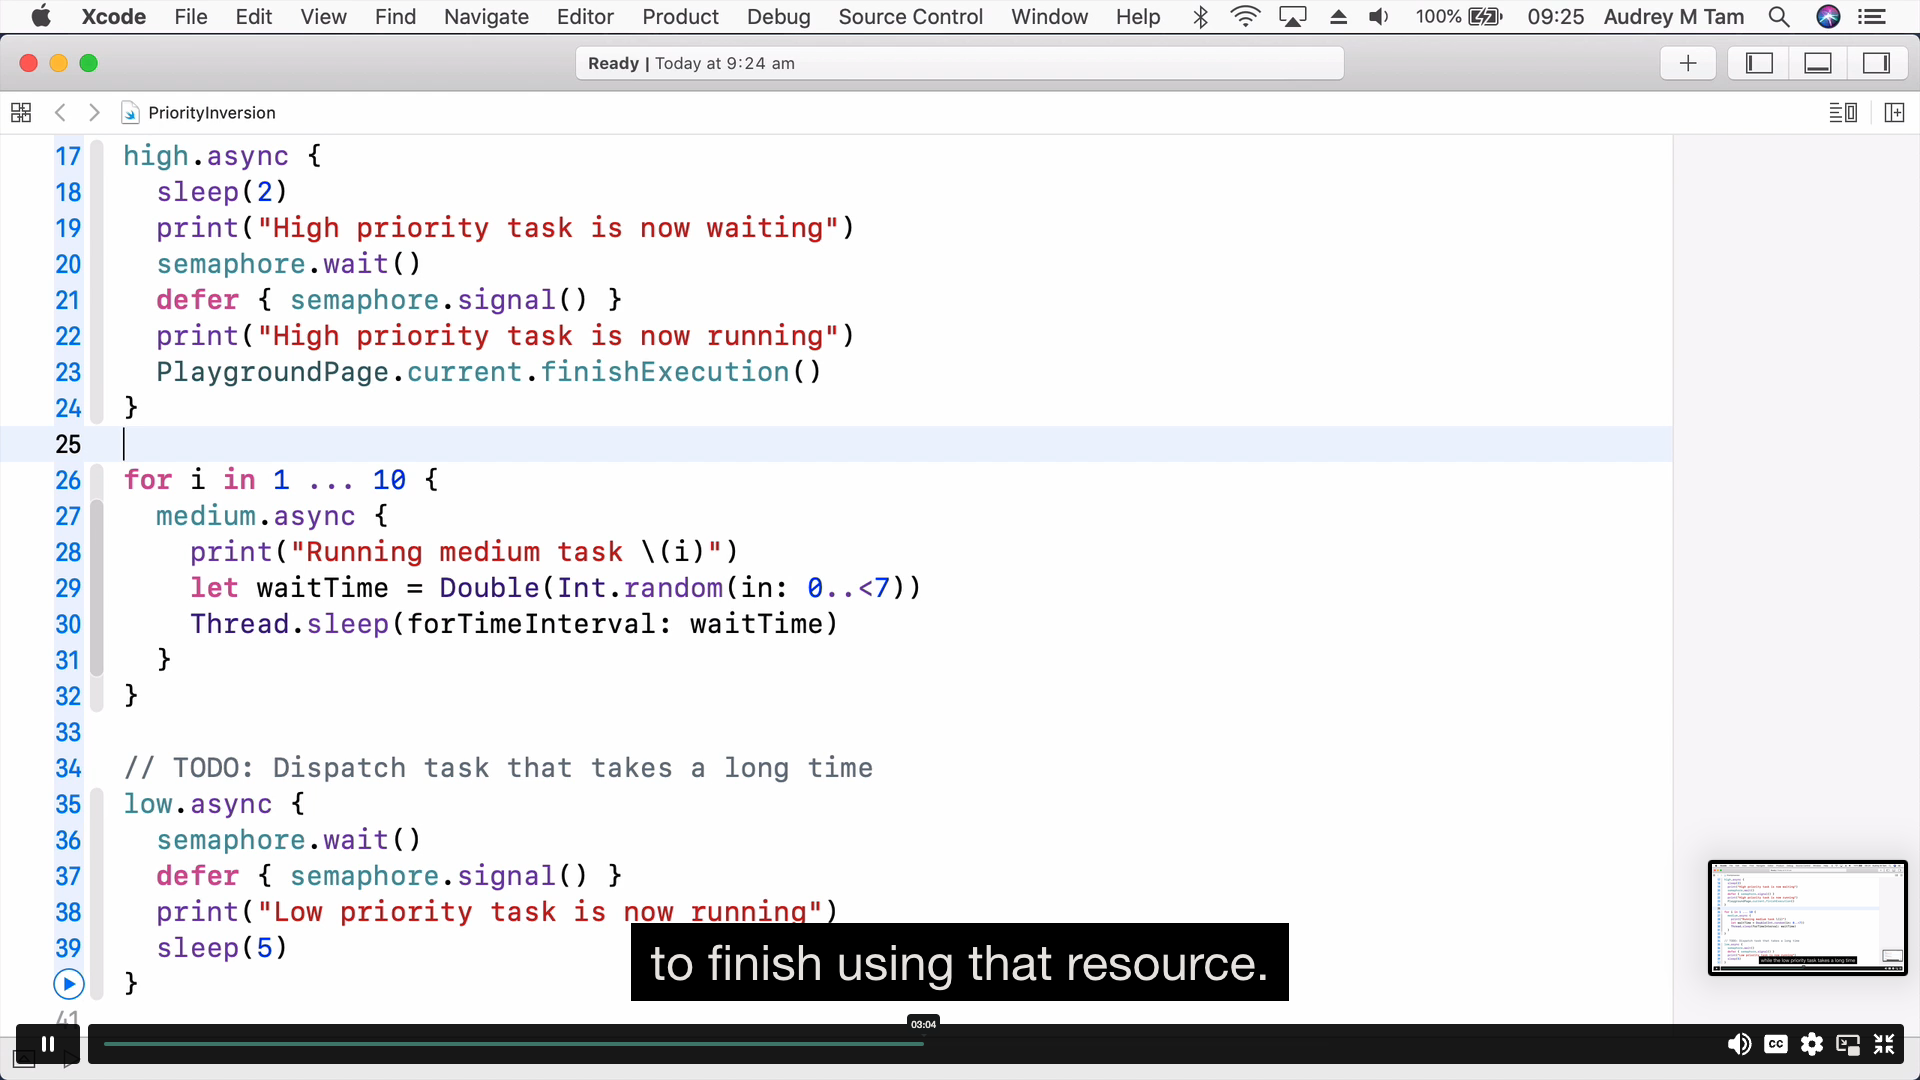 Xcode File Edit View Find Navigate Editor Product Debug Source Control Window Help 100% 09:25 Audrey M Tam
Ready | Today at 9:24 am
PriorityInversion
17 high.async {
18 sleep(2)
19 print("High priority task is now waiting")
20 semaphore.wait()
21 defer { semaphore.signal() }
22 print("High priority task is now running")
23 PlaygroundPage.current.finishExecution()
24 }
25
26 for i in 1 ... 10 {
27 medium.async {
28 print("Running medium task \(i)")
29 let waitTime = Double(Int.random(in: 0..<7))
30 Thread.sleep(forTimeInterval: waitTime)
31 }
32 }
33
34 // TODO: Dispatch task that takes a long time
35 low.async {
36 semaphore.wait()
37 defer { semaphore.signal() }
38 print("Low priority task is now running")
39 sleep(5)
}
41
to finish using that resource.
03:04
CC